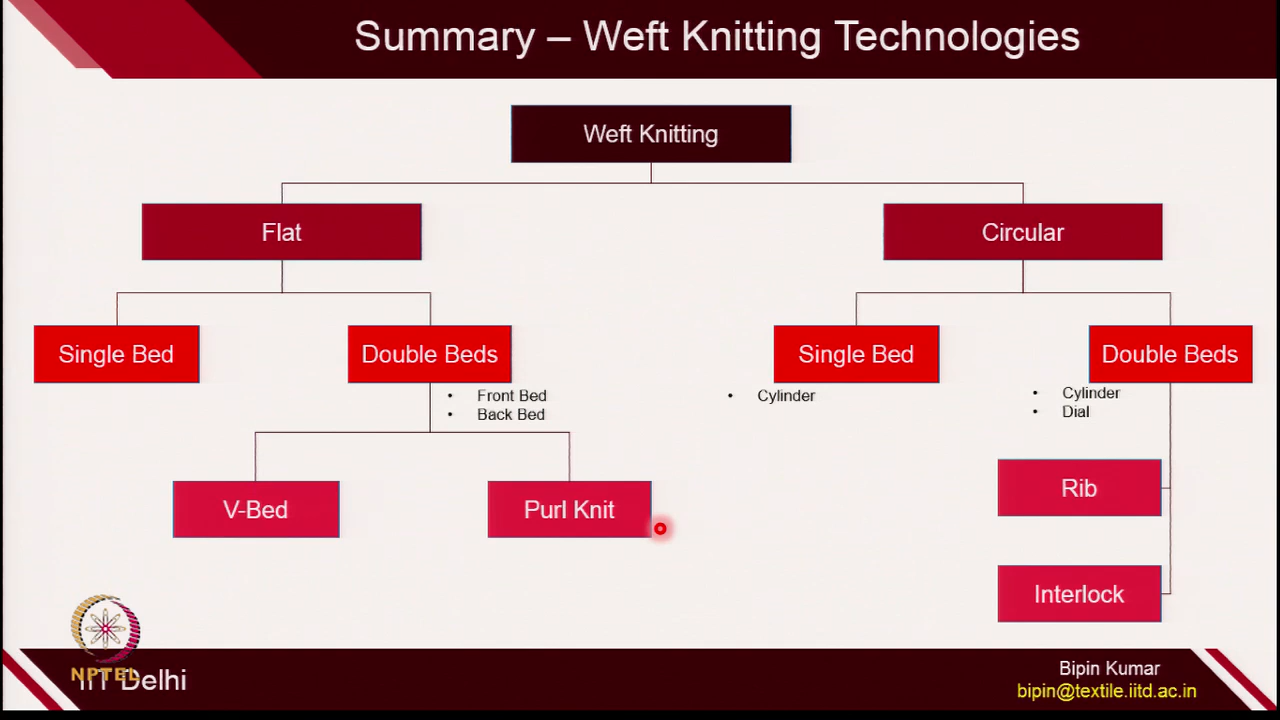 Summary – Weft Knitting Technologies
Weft Knitting
Flat
Circular
Single Bed
Double Beds
Single Bed
Double Beds
• Front Bed
• Back Bed
• Cylinder
• Cylinder
• Dial
V-Bed
Purl Knit
Rib
Interlock
NPTEL
IIT Delhi
Bipin Kumar
bipin@textile.iitd.ac.in